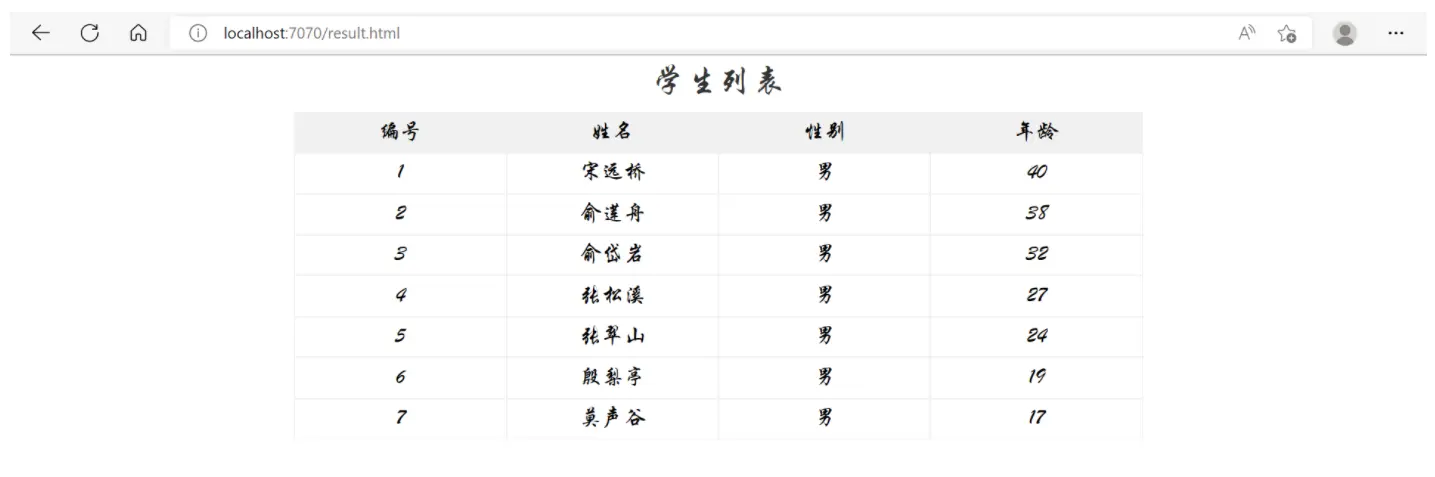 localhost:7070/result.html
学生列表
编号 姓名 性别 年龄
1 宋远桥 男 40
2 俞莲舟 男 38
3 俞岱岩 男 32
4 张松溪 男 27
5 张翠山 男 24
6 殷梨亭 男 19
7 莫声谷 男 17